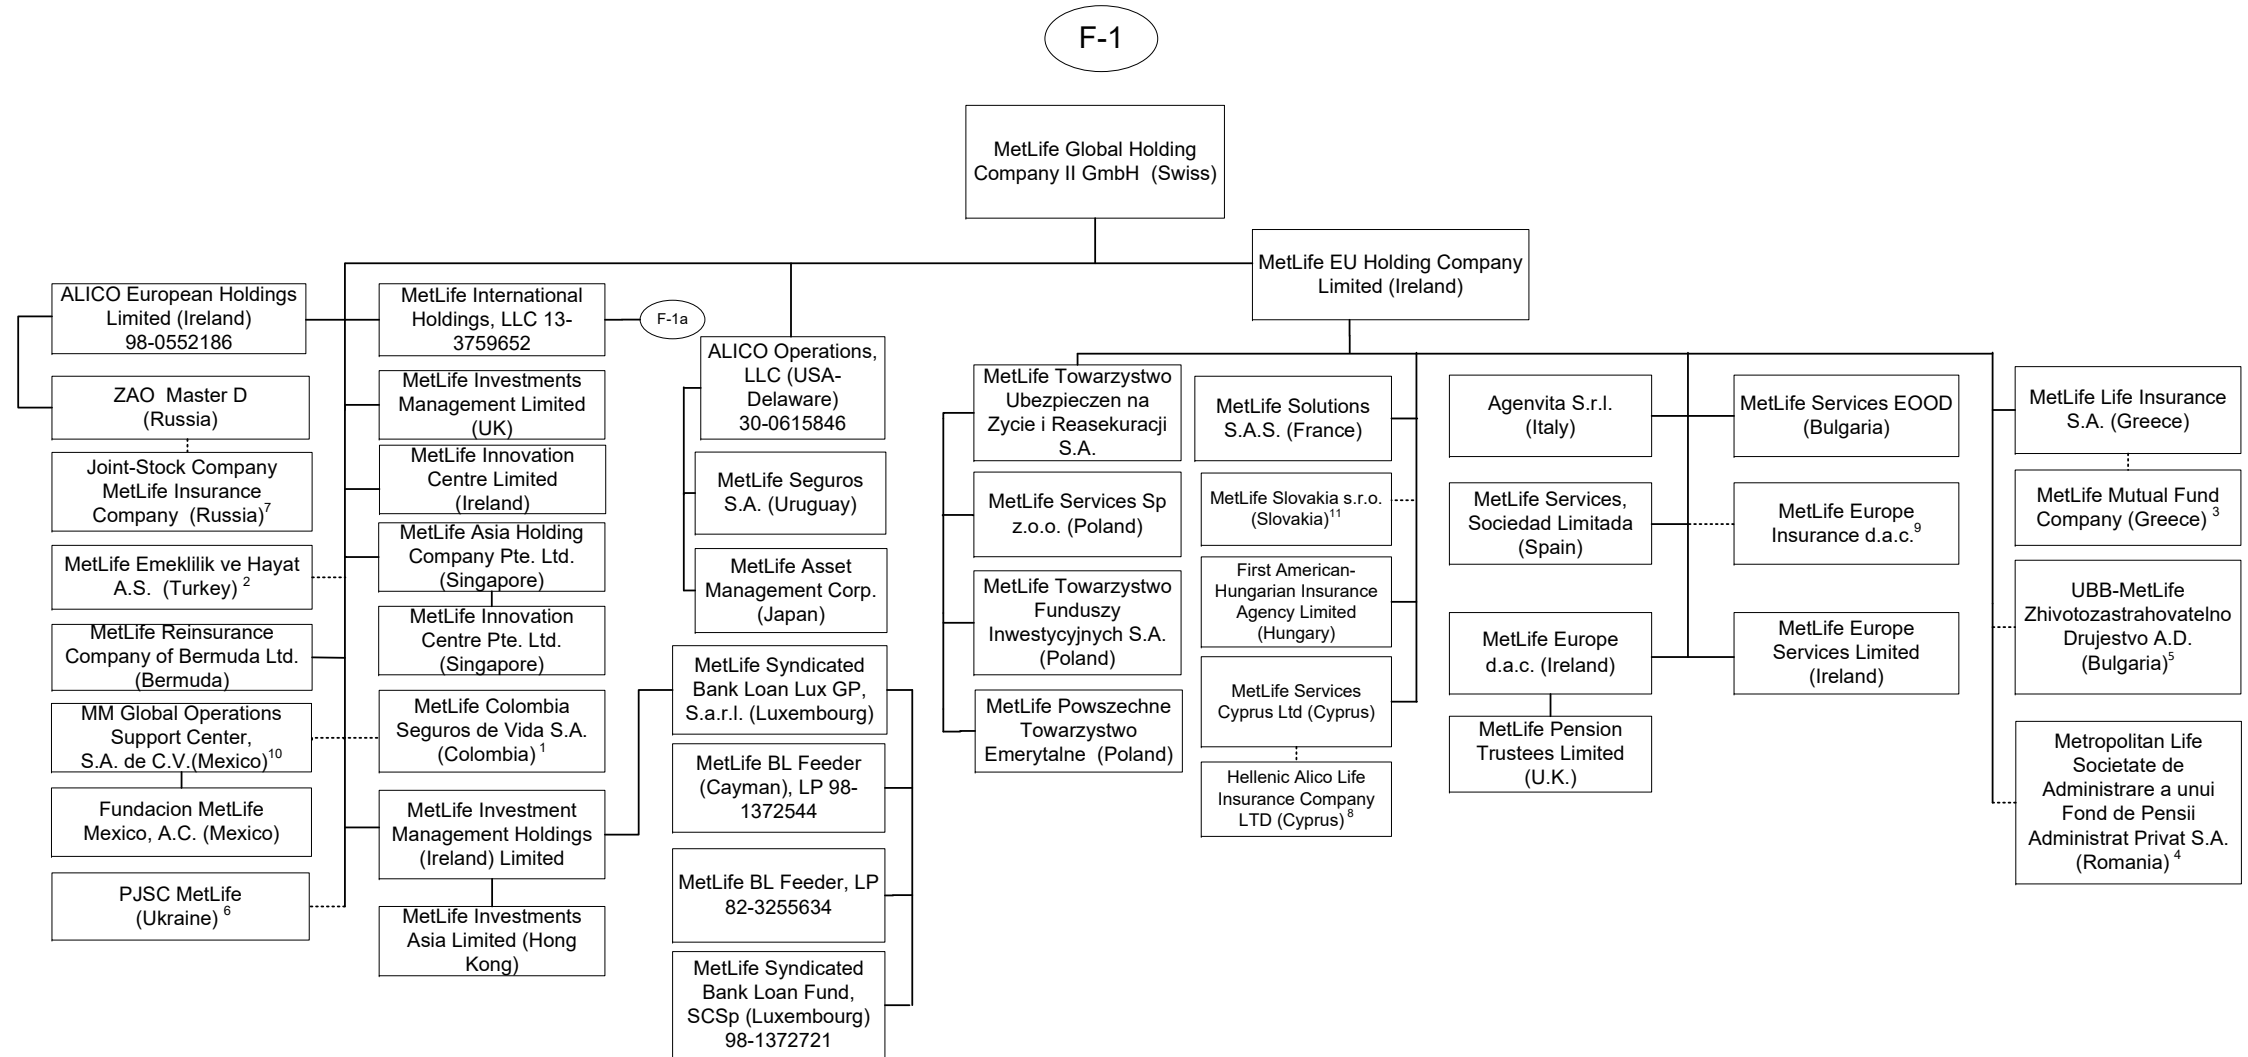 F-1
MetLife Global Holding
Company II GmbH (Swiss)
MetLife EU Holding Company
Limited (Ireland)
ALICO European Holdings
Limited (Ireland)
98-0552186
ZAO Master D
(Russia)
Joint-Stock Company
MetLife Insurance
Company (Russia)7
MetLife Emeklilik ve Hayat
A.S. (Turkey) 2
MetLife Reinsurance
Company of Bermuda Ltd.
(Bermuda)
MM Global Operations
Support Center,
S.A. de C.V.(Mexico)10
Fundacion MetLife
Mexico, A.C. (Mexico)
PJSC MetLife
(Ukraine) 6
MetLife International
Holdings, LLC 13-
3759652
F-1a
MetLife Investments
Management Limited
(UK)
MetLife Innovation
Centre Limited
(Ireland)
MetLife Asia Holding
Company Pte. Ltd.
(Singapore)
MetLife Innovation
Centre Pte. Ltd.
(Singapore)
MetLife Colombia
Seguros de Vida S.A.
(Colombia) 1
MetLife Investment
Management Holdings
(Ireland) Limited
MetLife Investments
Asia Limited (Hong
Kong)
ALICO Operations,
LLC (USA-
Delaware)
30-0615846
MetLife Seguros
S.A. (Uruguay)
MetLife Asset
Management Corp.
(Japan)
MetLife Syndicated
Bank Loan Lux GP,
S.a.r.l. (Luxembourg)
MetLife BL Feeder
(Cayman), LP 98-
1372544
MetLife BL Feeder, LP
82-3255634
MetLife Syndicated
Bank Loan Fund,
SCSp (Luxembourg)
98-1372721
MetLife Towarzystwo
Ubezpieczen na
Zycie i Reasekuracji
S.A.
MetLife Services Sp
z.o.o. (Poland)
MetLife Towarzystwo
Funduszy
Inwestycyjnych S.A.
(Poland)
MetLife Powszechne
Towarzystwo
Emerytalne (Poland)
MetLife Solutions
S.A.S. (France)
MetLife Slovakia s.r.o.
(Slovakia)11
First American-
Hungarian Insurance
Agency Limited
(Hungary)
MetLife Services
Cyprus Ltd (Cyprus)
Hellenic Alico Life
Insurance Company
LTD (Cyprus) 8
Agenvita S.r.l.
(Italy)
MetLife Services,
Sociedad Limitada
(Spain)
MetLife Europe
d.a.c. (Ireland)
MetLife Pension
Trustees Limited
(U.K.)
MetLife Services EOOD
(Bulgaria)
MetLife Europe
Insurance d.a.c.9
MetLife Europe
Services Limited
(Ireland)
MetLife Life Insurance
S.A. (Greece)
MetLife Mutual Fund
Company (Greece) 3
UBB-MetLife
Zhivotozastrahovatelno
Drujestvo A.D.
(Bulgaria)5
Metropolitan Life
Societate de
Administrare a unui
Fond de Pensii
Administrat Privat S.A.
(Romania) 4